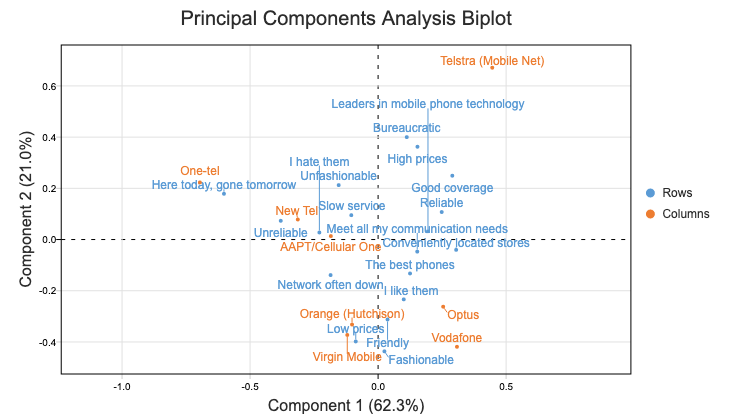 Principal Components Analysis Biplot
Component 2 (21.0%)
0.6
0.4
0.2
0.0
-0.2
-0.4
Telstra (Mobile Net)
Leaders in mobile phone technology
Bureaucratic
High prices
I hate them
One-tel
Unfashionable
Here today, gone tomorrow
Good coverage
Reliable
Slow service
New Tel
Meet all my communication needs
Unreliable
Conveniently located stores
AAPT/Cellular One
The best phones
Network often down
I like them
Orange (Hutchison)
Optus
Low prices
Vodafone
Friendly
Virgin Mobile
Fashionable
-1.0
-0.5
0.0
0.5
Component 1 (62.3%)
Rows
Columns